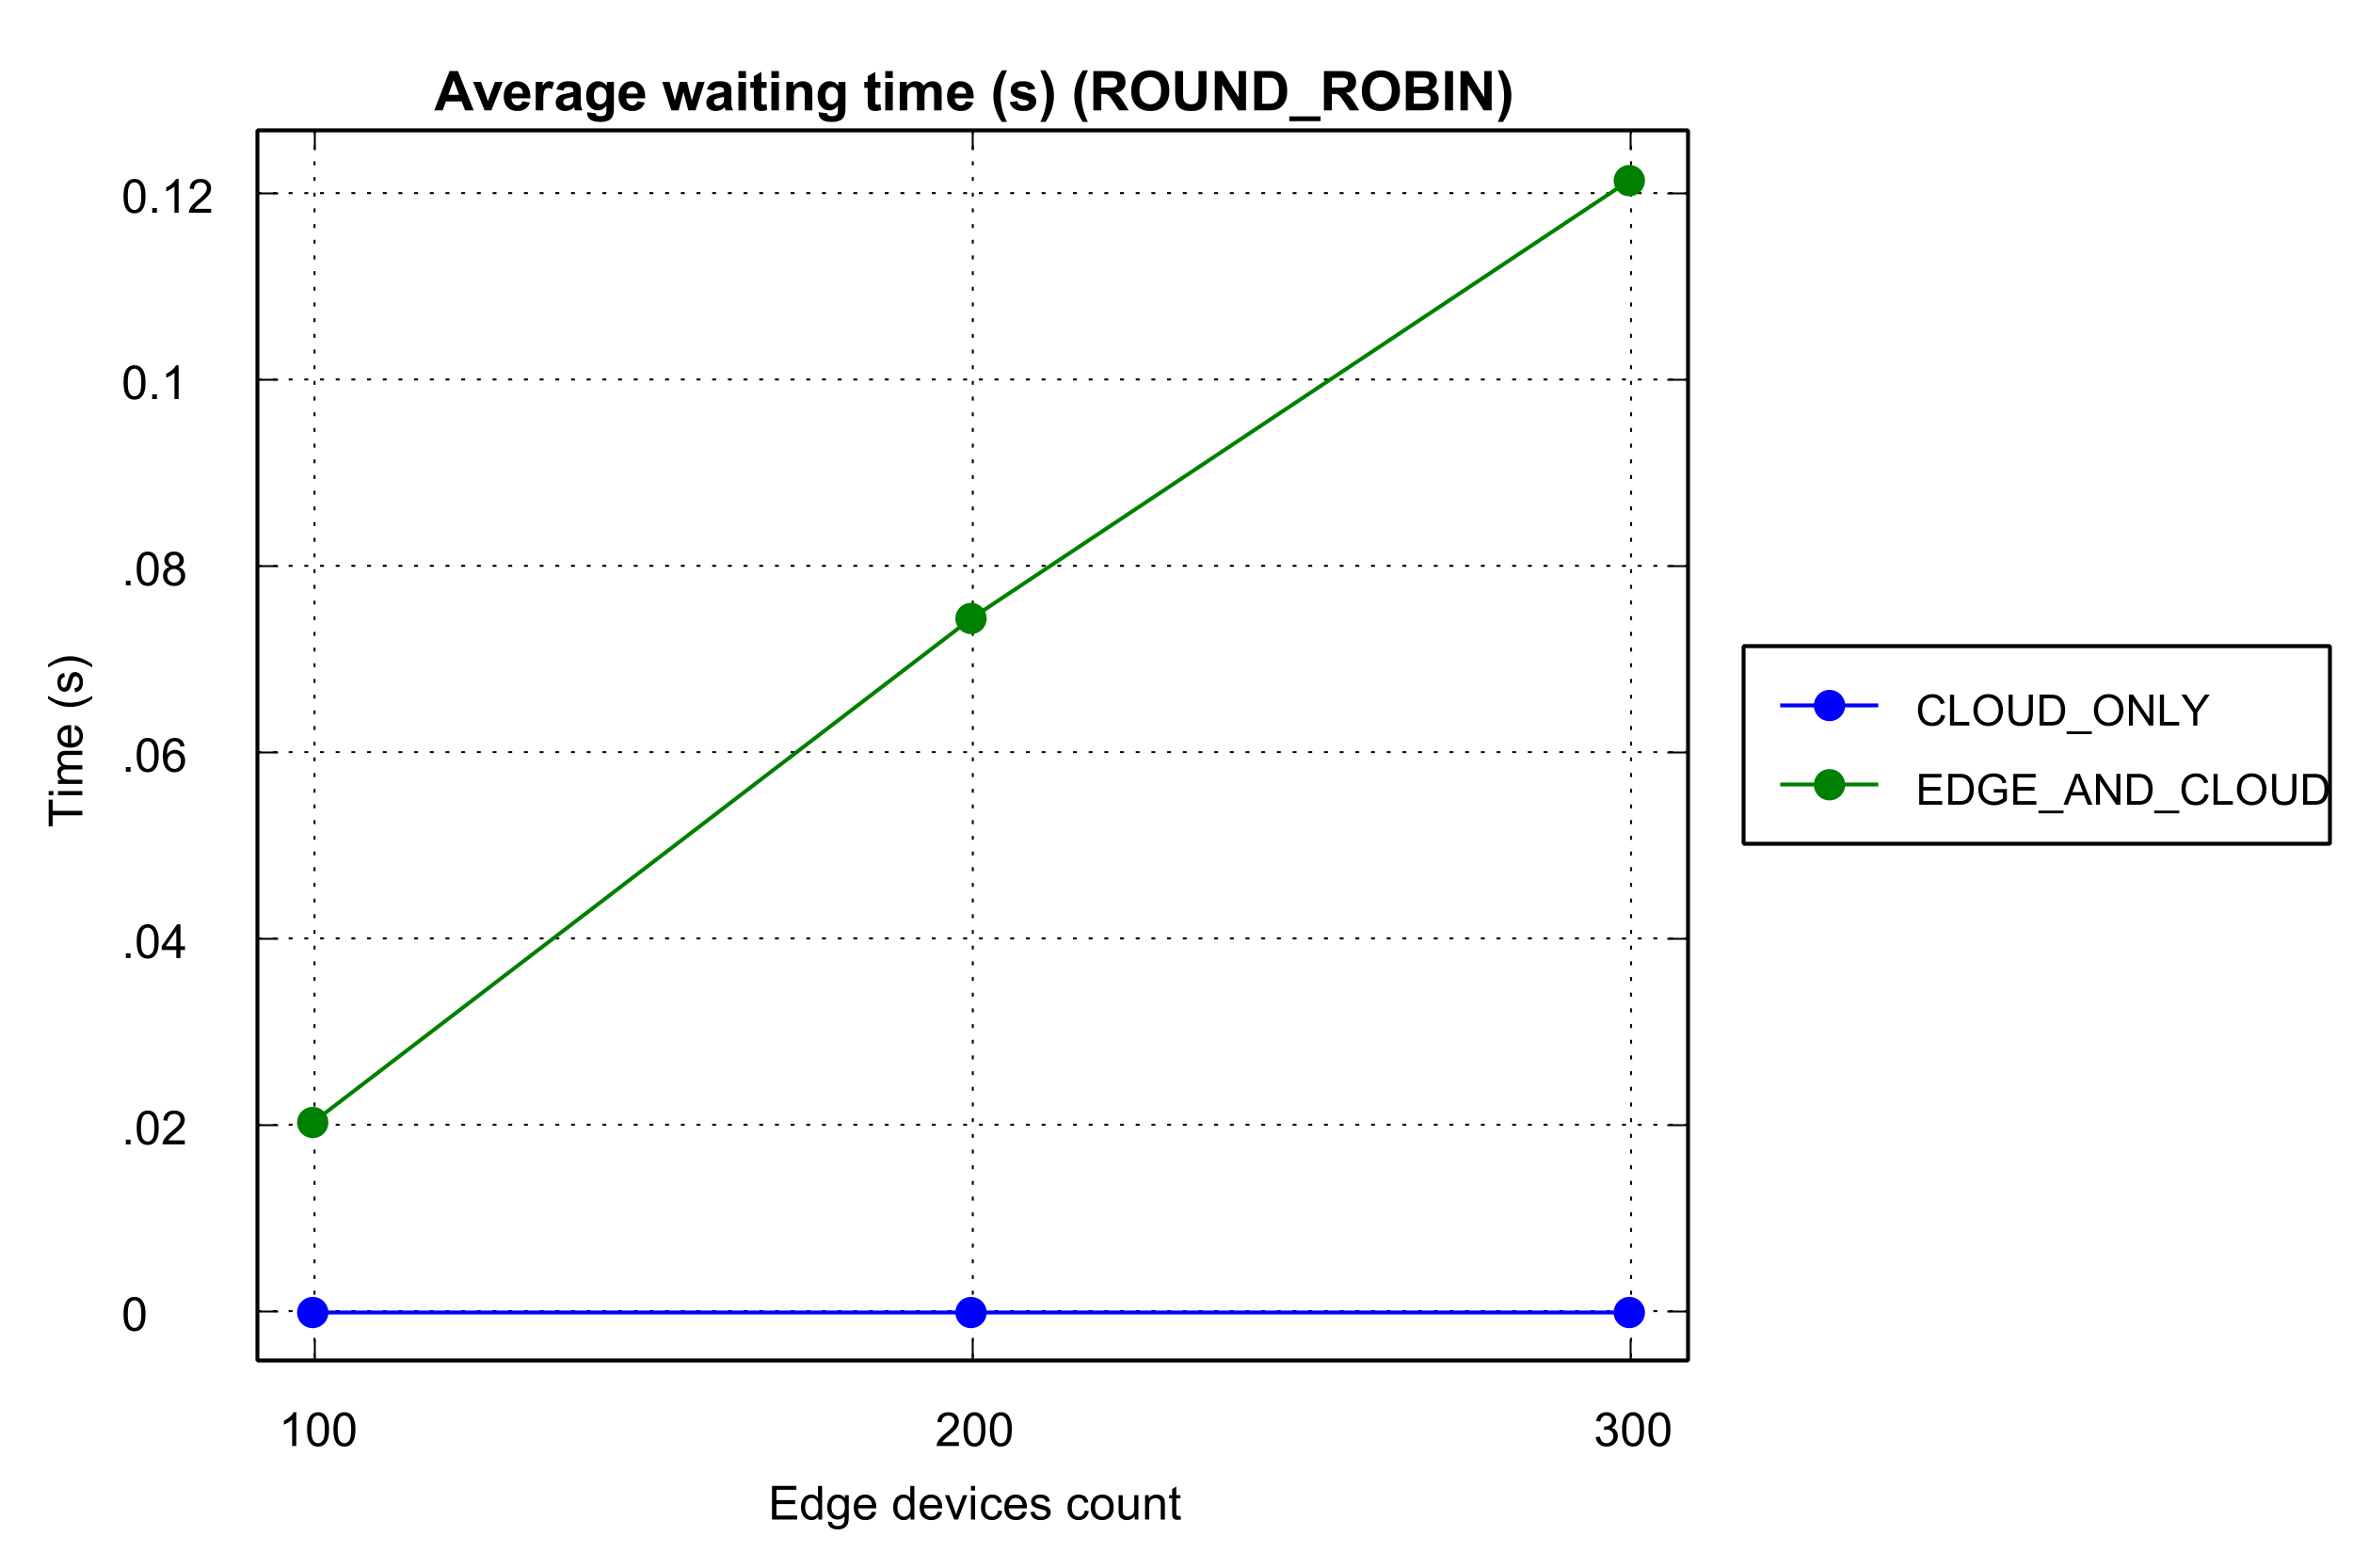 Average waiting time (s) (ROUND_ROBIN)
0.12
0.1
.08
.06
.04
.02
0
Time (s)
100 200 300
Edge devices count
CLOUD_ONLY
EDGE_AND_CLOUD